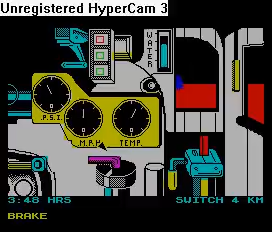 Unregistered HyperCam 3
WATER
P.S.I.
M.P.H.
TEMP.
3:48 HRS
SWITCH 4 KM
BRAKE